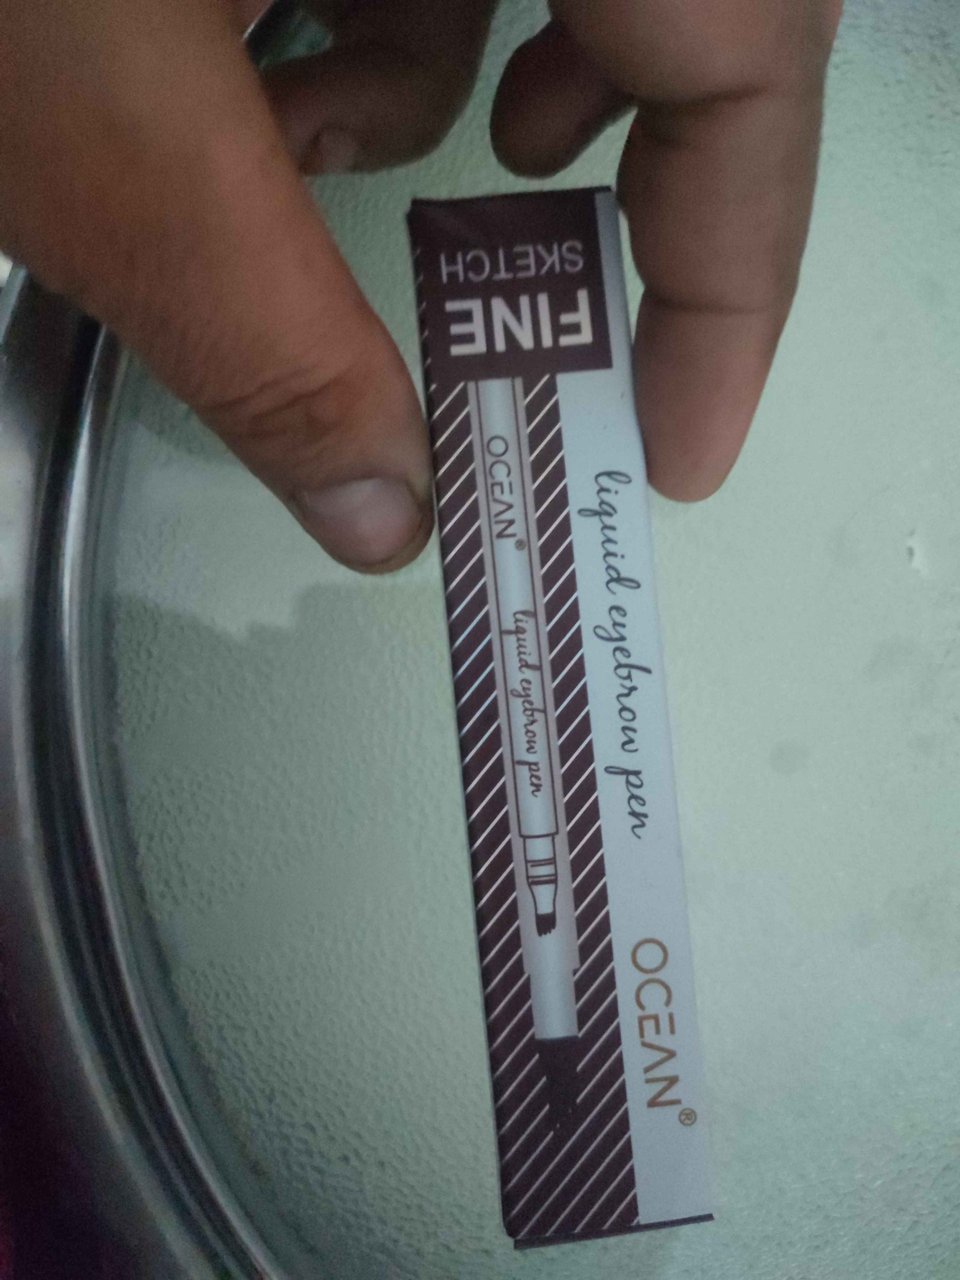 FINE
SKETCH
OCEAN®
liquid eyebrow pen
liquid eyebrow pen
OCEAN®